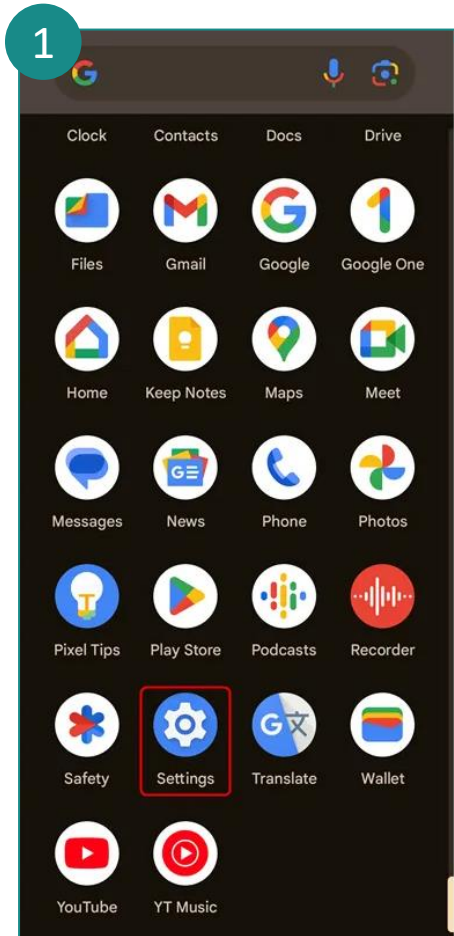 1
Clock Contacts Docs Drive
Files Gmail Google Google One
Home Keep Notes Maps Meet
Messages News Phone Photos
Pixel Tips Play Store Podcasts Recorder
Safety Settings Translate Wallet
YouTube YT Music